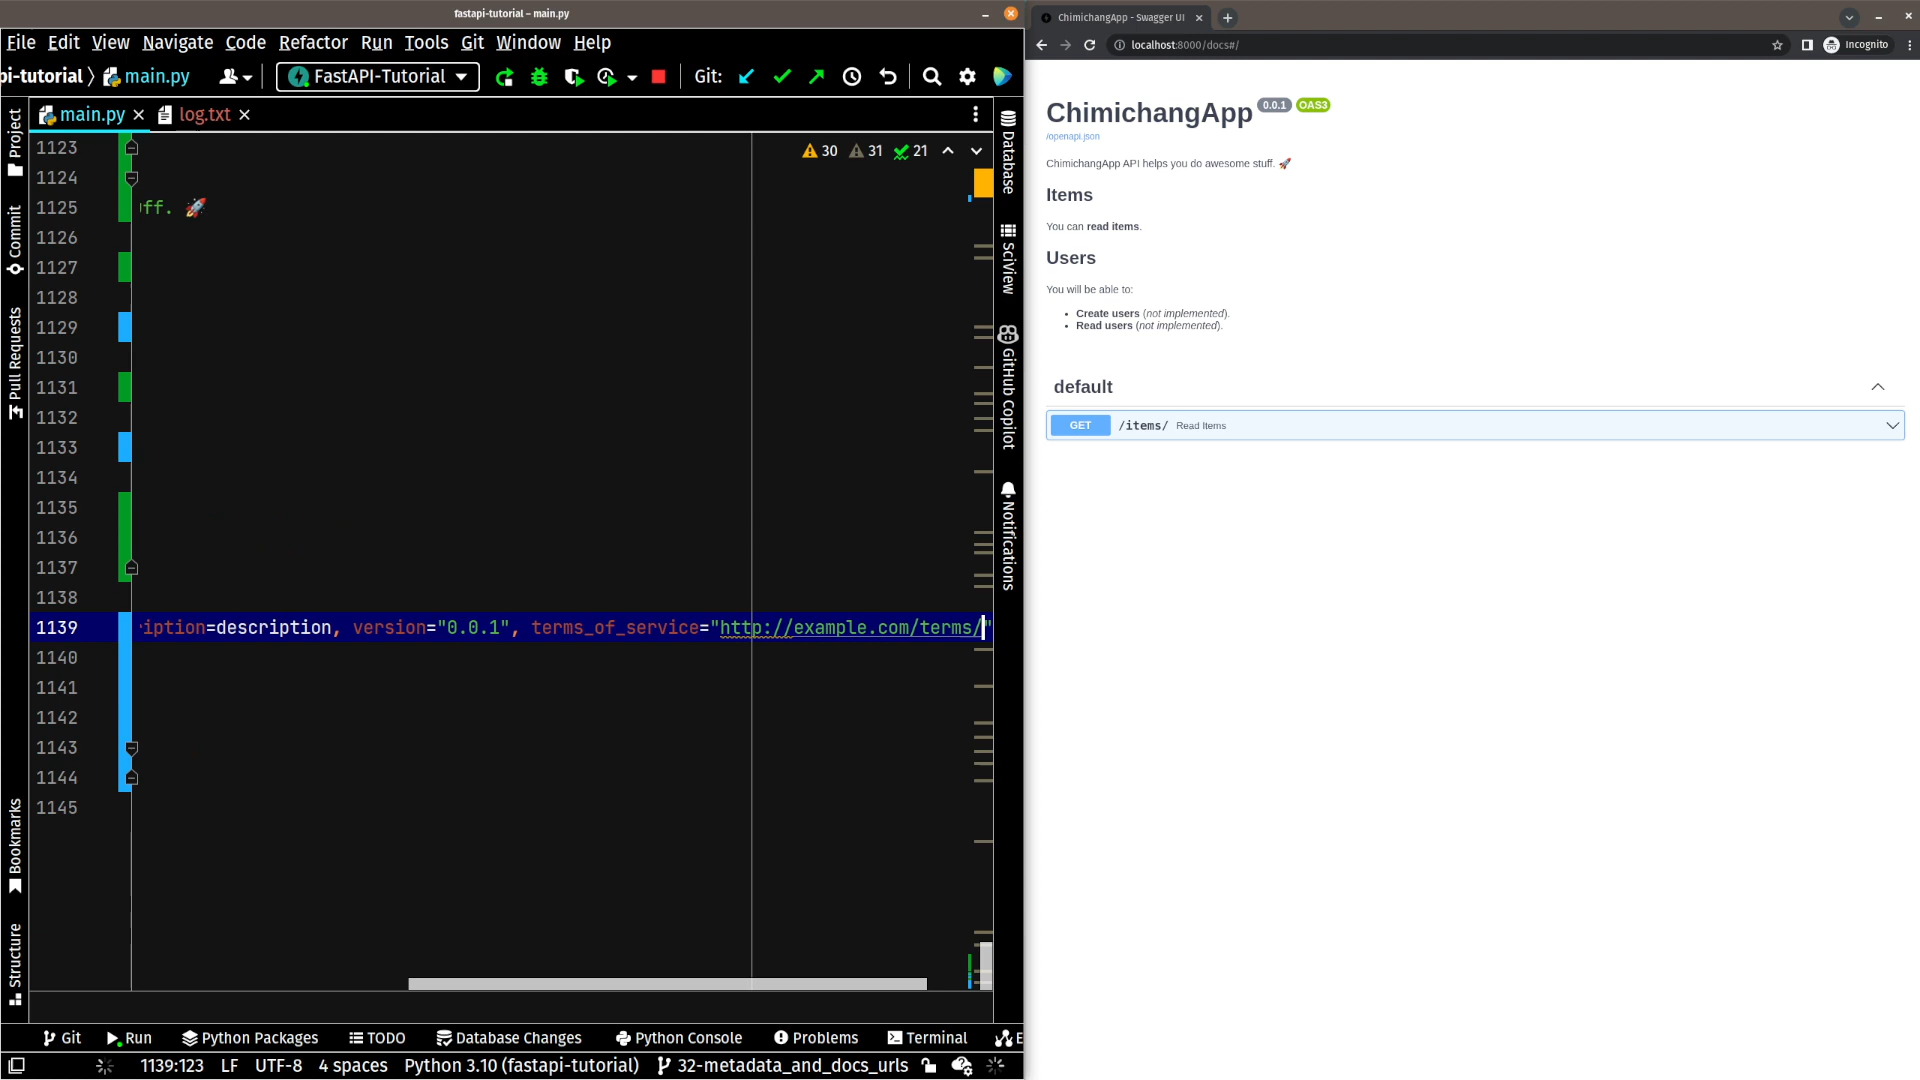 fastapi-tutorial – main.py
File Edit View Navigate Code Refactor Run Tools Git Window Help
pi-tutorial main.py FastAPI-Tutorial Git:
main.py log.txt
30 31 21
1123
1124
1125 uff. 🚀
1126
1127
1128
1129
1130
1131
1132
1133
1134
1135
1136
1137
1138
1139 ription=description, version="0.0.1", terms_of_service="http://example.com/terms/"
1140
1141
1142
1143
1144
1145
Project
Commit
Pull Requests
Bookmarks
Structure
Database
SciView
GitHub Copilot
Notifications
Git Run Python Packages TODO Database Changes Python Console Problems Terminal E
1139:123 LF UTF-8 4 spaces Python 3.10 (fastapi-tutorial) 32-metadata_and_docs_urls
ChimichangApp - Swagger UI
localhost:8000/docs#/ Incognito
ChimichangApp 0.0.1 OAS3
/openapi.json
ChimichangApp API helps you do awesome stuff. 🚀
Items
You can read items.
Users
You will be able to:
• Create users (not implemented).
• Read users (not implemented).
default
GET /items/ Read Items